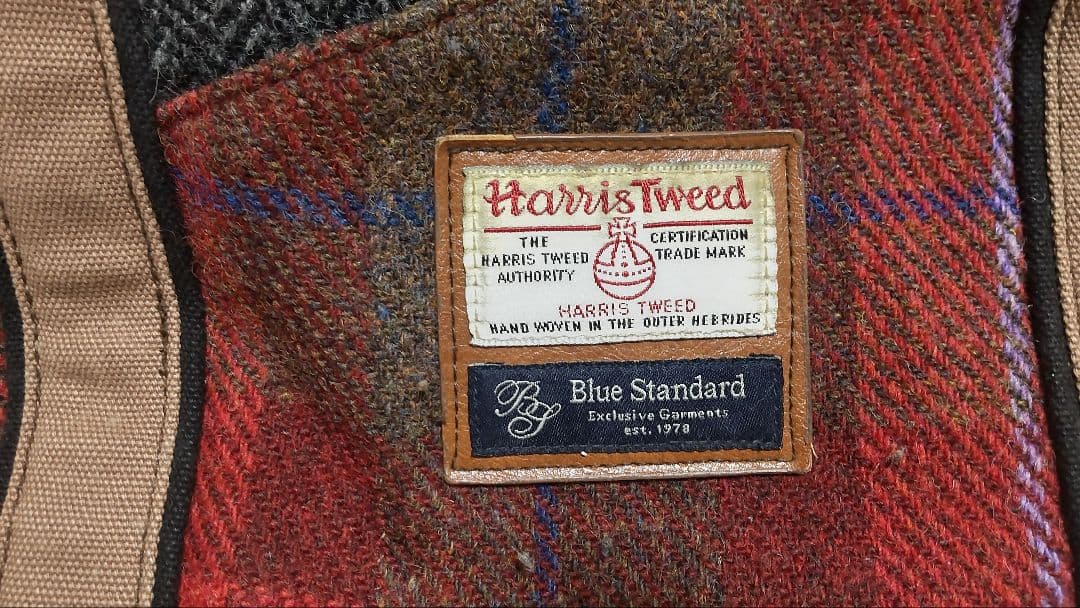 Harris Tweed
THE HARRIS TWEED AUTHORITY
CERTIFICATION TRADE MARK
HARRIS TWEED
HAND WOVEN IN THE OUTER HEBRIDES
BS
Blue Standard
Exclusive Garments
est. 1978